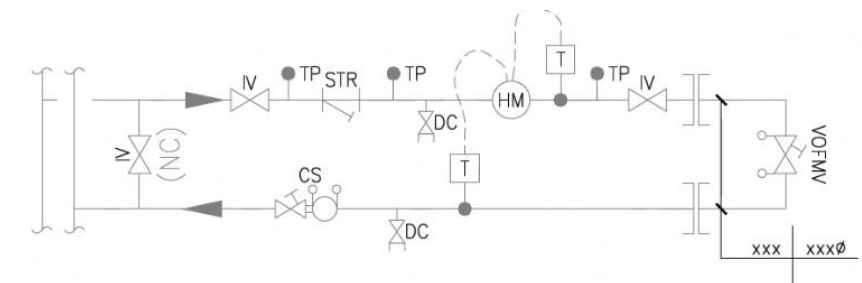 T
IV
TP
STR
TP
HM
TP
IV
DC
IV
(NC)
T
VOFMV
CS
DC
xxx
xxxø